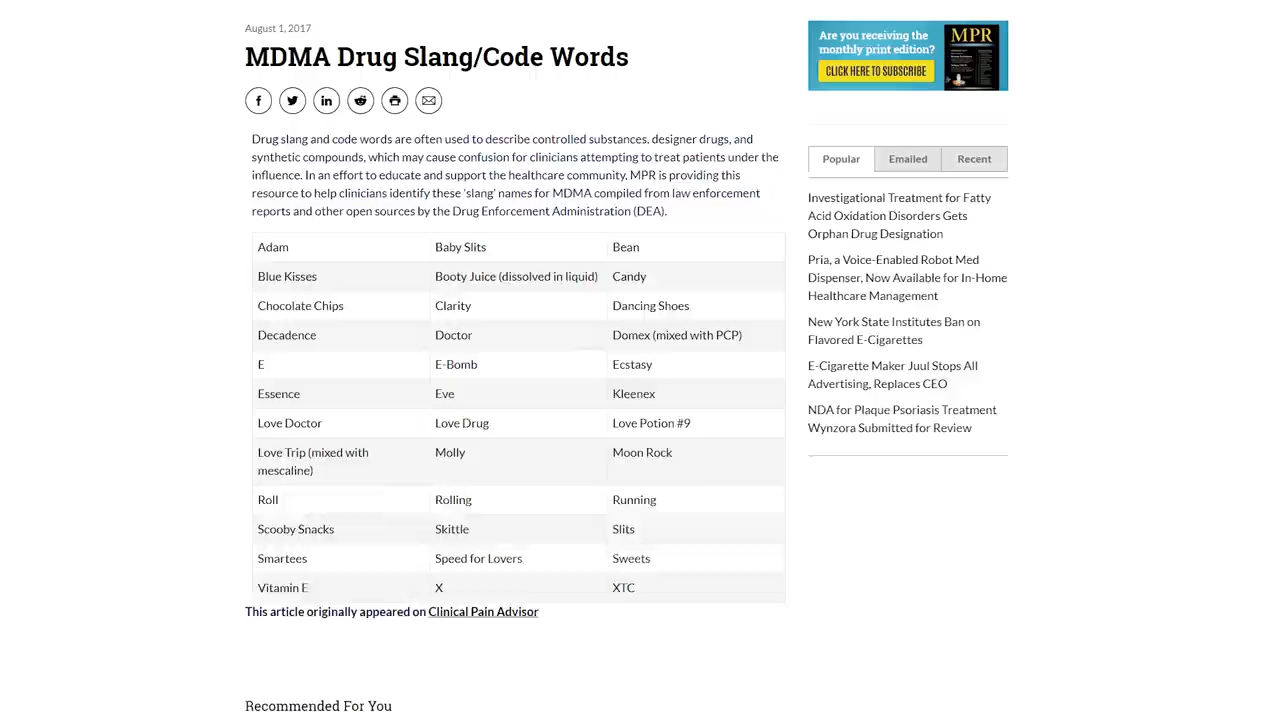 August 1, 2017
MDMA Drug Slang/Code Words
Drug slang and code words are often used to describe controlled substances, designer drugs, and
synthetic compounds, which may cause confusion for clinicians attempting to treat patients under the
influence. In an effort to educate and support the healthcare community, MPR is providing this
resource to help clinicians identify these 'slang' names for MDMA compiled from law enforcement
reports and other open sources by the Drug Enforcement Administration (DEA).
Adam Baby Slits Bean
Blue Kisses Booty Juice (dissolved in liquid) Candy
Chocolate Chips Clarity Dancing Shoes
Decadence Doctor Domex (mixed with PCP)
E E-Bomb Ecstasy
Essence Eve Kleenex
Love Doctor Love Drug Love Potion #9
Love Trip (mixed with Molly Moon Rock
mescaline)
Roll Rolling Running
Scooby Snacks Skittle Slits
Smartees Speed for Lovers Sweets
Vitamin E X XTC
This article originally appeared on Clinical Pain Advisor
Recommended For You
Are you receiving the
monthly print edition?
CLICK HERE TO SUBSCRIBE
MPR
Popular Emailed Recent
Investigational Treatment for Fatty
Acid Oxidation Disorders Gets
Orphan Drug Designation
Pria, a Voice-Enabled Robot Med
Dispenser, Now Available for In-Home
Healthcare Management
New York State Institutes Ban on
Flavored E-Cigarettes
E-Cigarette Maker Juul Stops All
Advertising, Replaces CEO
NDA for Plaque Psoriasis Treatment
Wynzora Submitted for Review